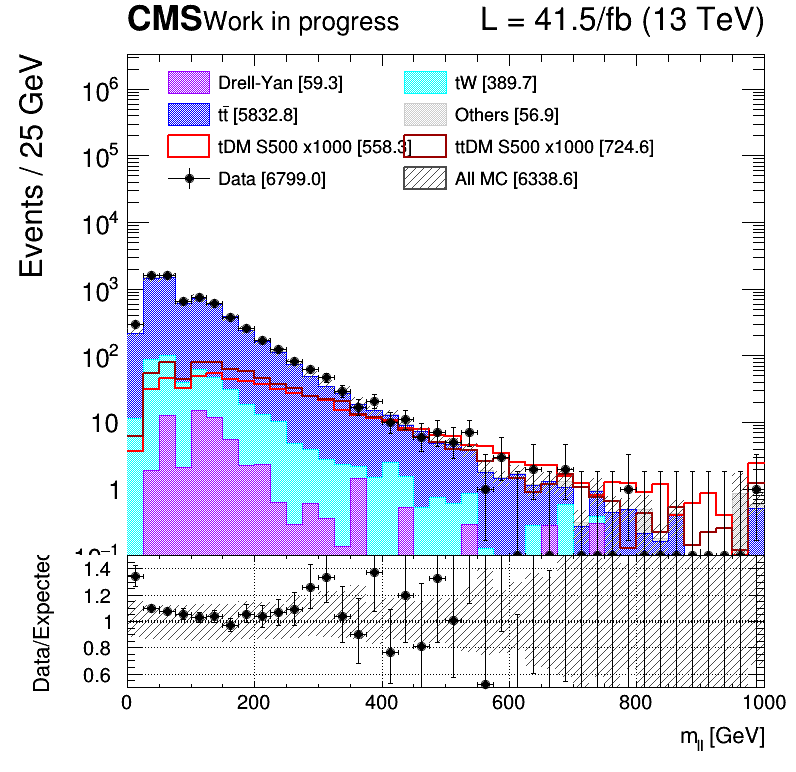 CMS Work in progress L = 41.5/fb (13 TeV)
Events / 25 GeV
Drell-Yan [59.3] tW [389.7]
tt̄ [5832.8] Others [56.9]
tDM S500 x1000 [558.3] ttDM S500 x1000 [724.6]
Data [6799.0] All MC [6338.6]
10⁶
10⁵
10⁴
10³
10²
10
1
10⁻¹
Data/Expected
1.4
1.2
1
0.8
0.6
0 200 400 600 800 1000
m_ll [GeV]